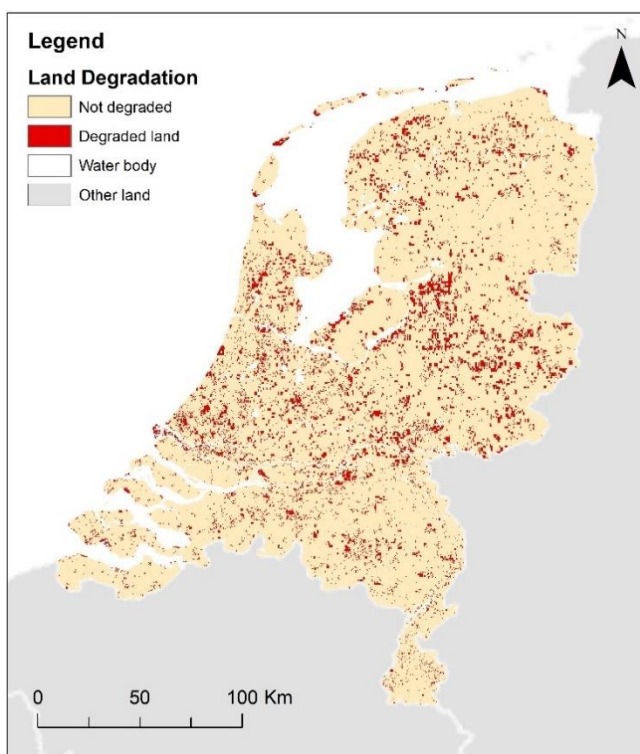 Legend
Land Degradation
Not degraded
Degraded land
Water body
Other land
N
0 50 100 Km